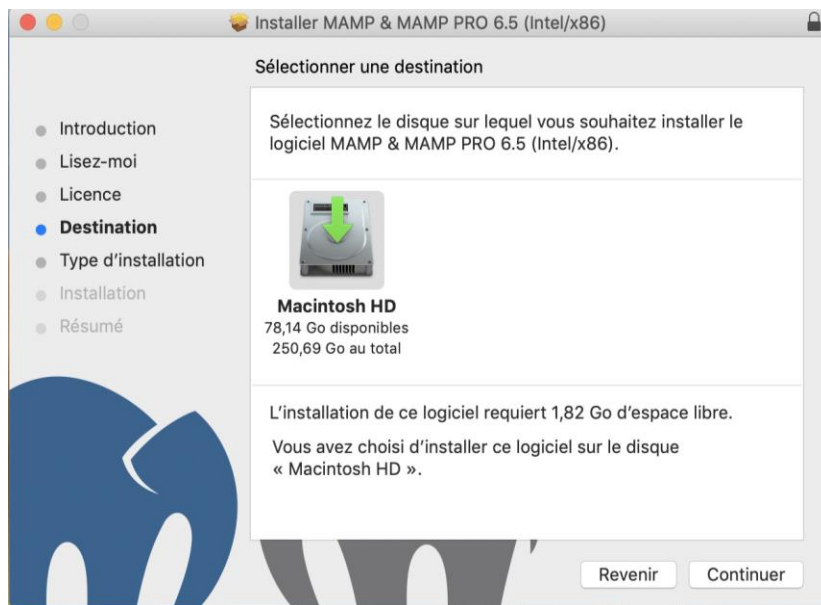 Installer MAMP & MAMP PRO 6.5 (Intel/x86)
Sélectionner une destination
Introduction
Lisez-moi
Licence
Destination
Type d'installation
Installation
Résumé
Sélectionnez le disque sur lequel vous souhaitez installer le
logiciel MAMP & MAMP PRO 6.5 (Intel/x86).
Macintosh HD
78,14 Go disponibles
250,69 Go au total
L'installation de ce logiciel requiert 1,82 Go d'espace libre.
Vous avez choisi d'installer ce logiciel sur le disque
« Macintosh HD ».
Revenir
Continuer